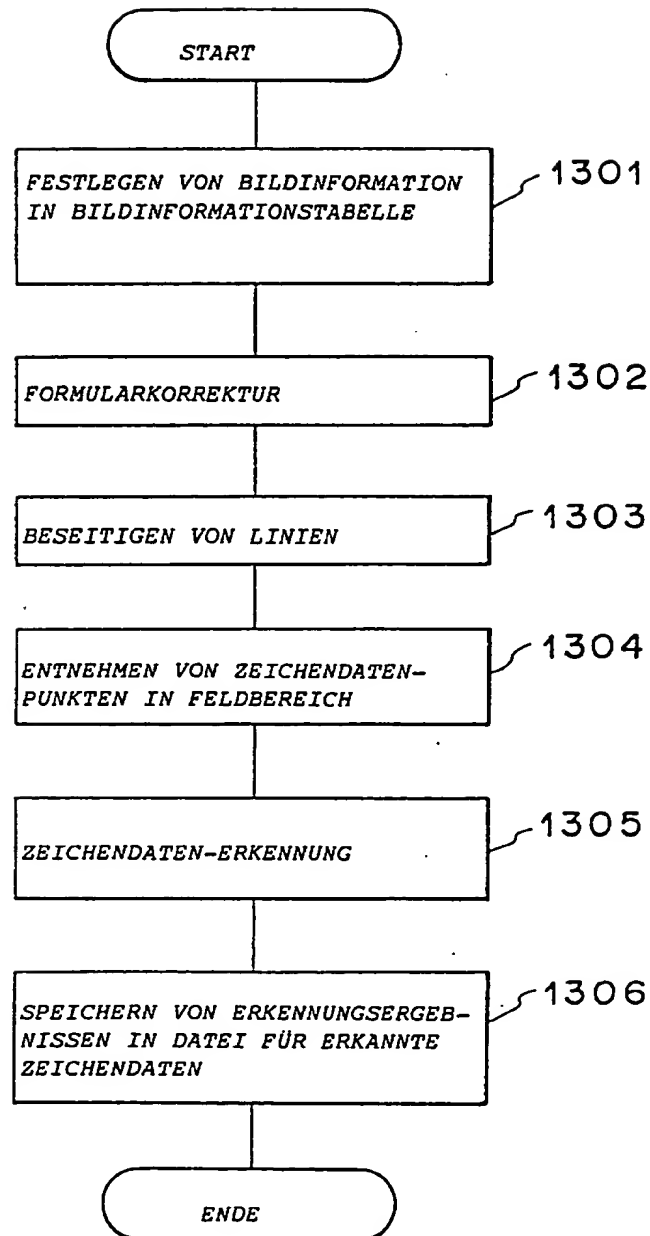 START
FESTLEGEN VON BILDINFORMATION
IN BILDINFORMATIONSTABELLE
1301
FORMULARKORREKTUR
1302
BESEITIGEN VON LINIEN
1303
ENTNEHMEN VON ZEICHENDATEN-
PUNKTEN IN FELDBEREICH
1304
ZEICHENDATEN-ERKENNUNG
1305
SPEICHERN VON ERKENNUNGSERGEB-
NISSEN IN DATEI FÜR ERKANNTE
ZEICHENDATEN
1306
ENDE